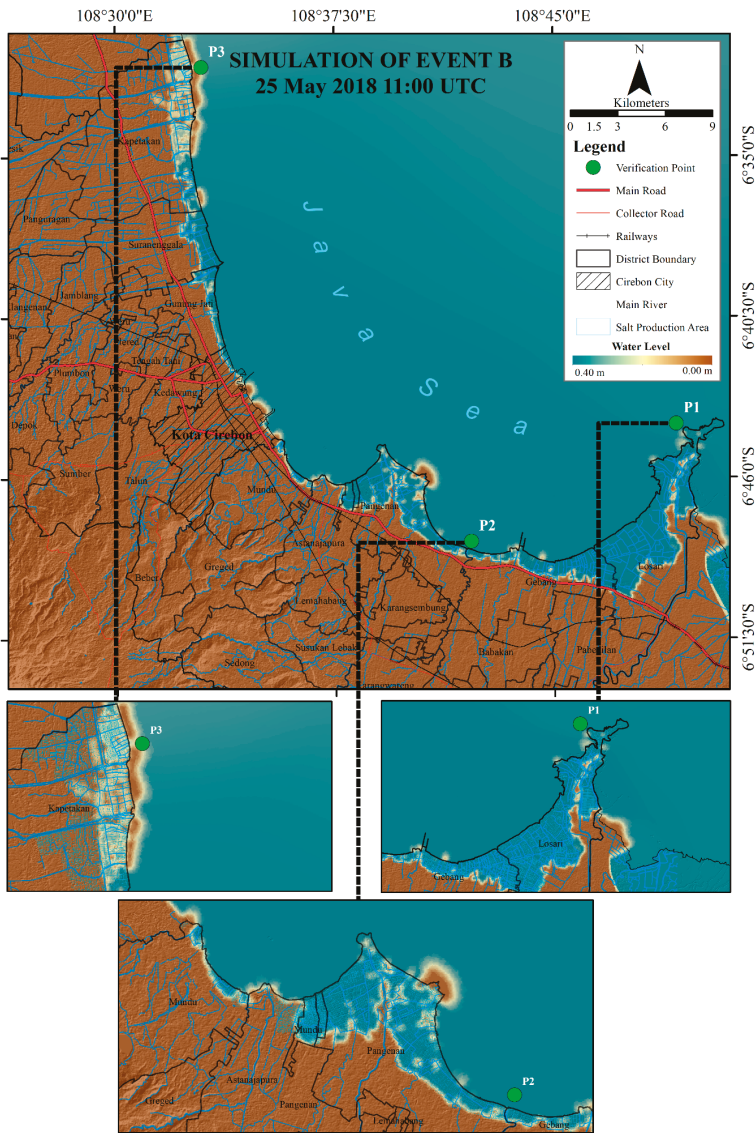 108°30'0"E 108°37'30"E 108°45'0"E
P3
SIMULATION OF EVENT B
25 May 2018 11:00 UTC
N
Kilometers
0 1.5 3 6 9
Legend
Verification Point
Main Road
Collector Road
Railways
District Boundary
Cirebon City
Main River
Salt Production Area
Water Level
0.40 m 0.00 m
6°35'0"S
6°40'30"S
6°46'0"S
6°51'30"S
Java Sea
Kapetakan
Panguragan
Suranenggala
Jamblang
Gunung Jati
Tengah Tani
Plumbon
Weru
Kedawung
Depok
Kota Cirebon
Sumber
Talun
Mundu
Pangenan
P1
P2
Astanajapura
Greged
Beber
Gebang
Losari
Lemahabang
Karangsembung
Susukan Lebak
Babakan
Pabedilan
Sedong
P3
Kapetakan
P1
Losari
Gebang
Mundu
Mundu
Pangenan
Astanajapura
P2
Greged
Pangenan
Lemahabang
Gebang